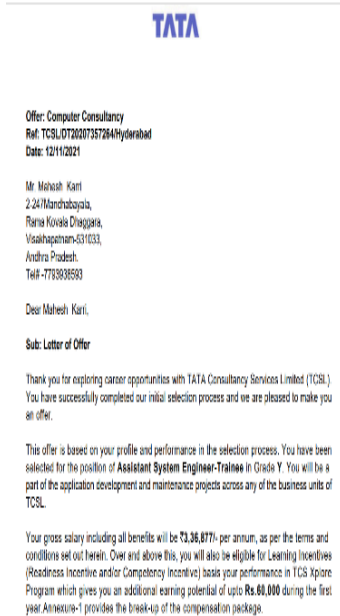 TATA
Offer: Computer Consultancy
Ref: TCSL/DT20207357264/Hyderabad
Date: 12/11/2021
Mr. Mahesh Karri
2-247Mandhabayala,
Rama Kovala Dhaggara,
Visakhapatnam-531033,
Andhra Pradesh.
Tel# -7793938593
Dear Mahesh Karri,
Sub: Letter of Offer
Thank you for exploring career opportunities with TATA Consultancy Services Limited (TCSL).
You have successfully completed our initial selection process and we are pleased to make you
an offer.
This offer is based on your profile and performance in the selection process. You have been
selected for the position of Assistant System Engineer-Trainee in Grade Y. You will be a
part of the application development and maintenance projects across any of the business units of
TCSL.
Your gross salary including all benefits will be ₹3,36,877/- per annum, as per the terms and
conditions set out herein. Over and above this, you will also be eligible for Learning Incentives
(Readiness Incentive and/or Competency Incentive) basis your performance in TCS Xplore
Program which gives you an additional earning potential of upto Rs.60,000 during the first
year.Annexure-1 provides the break-up of the compensation package.